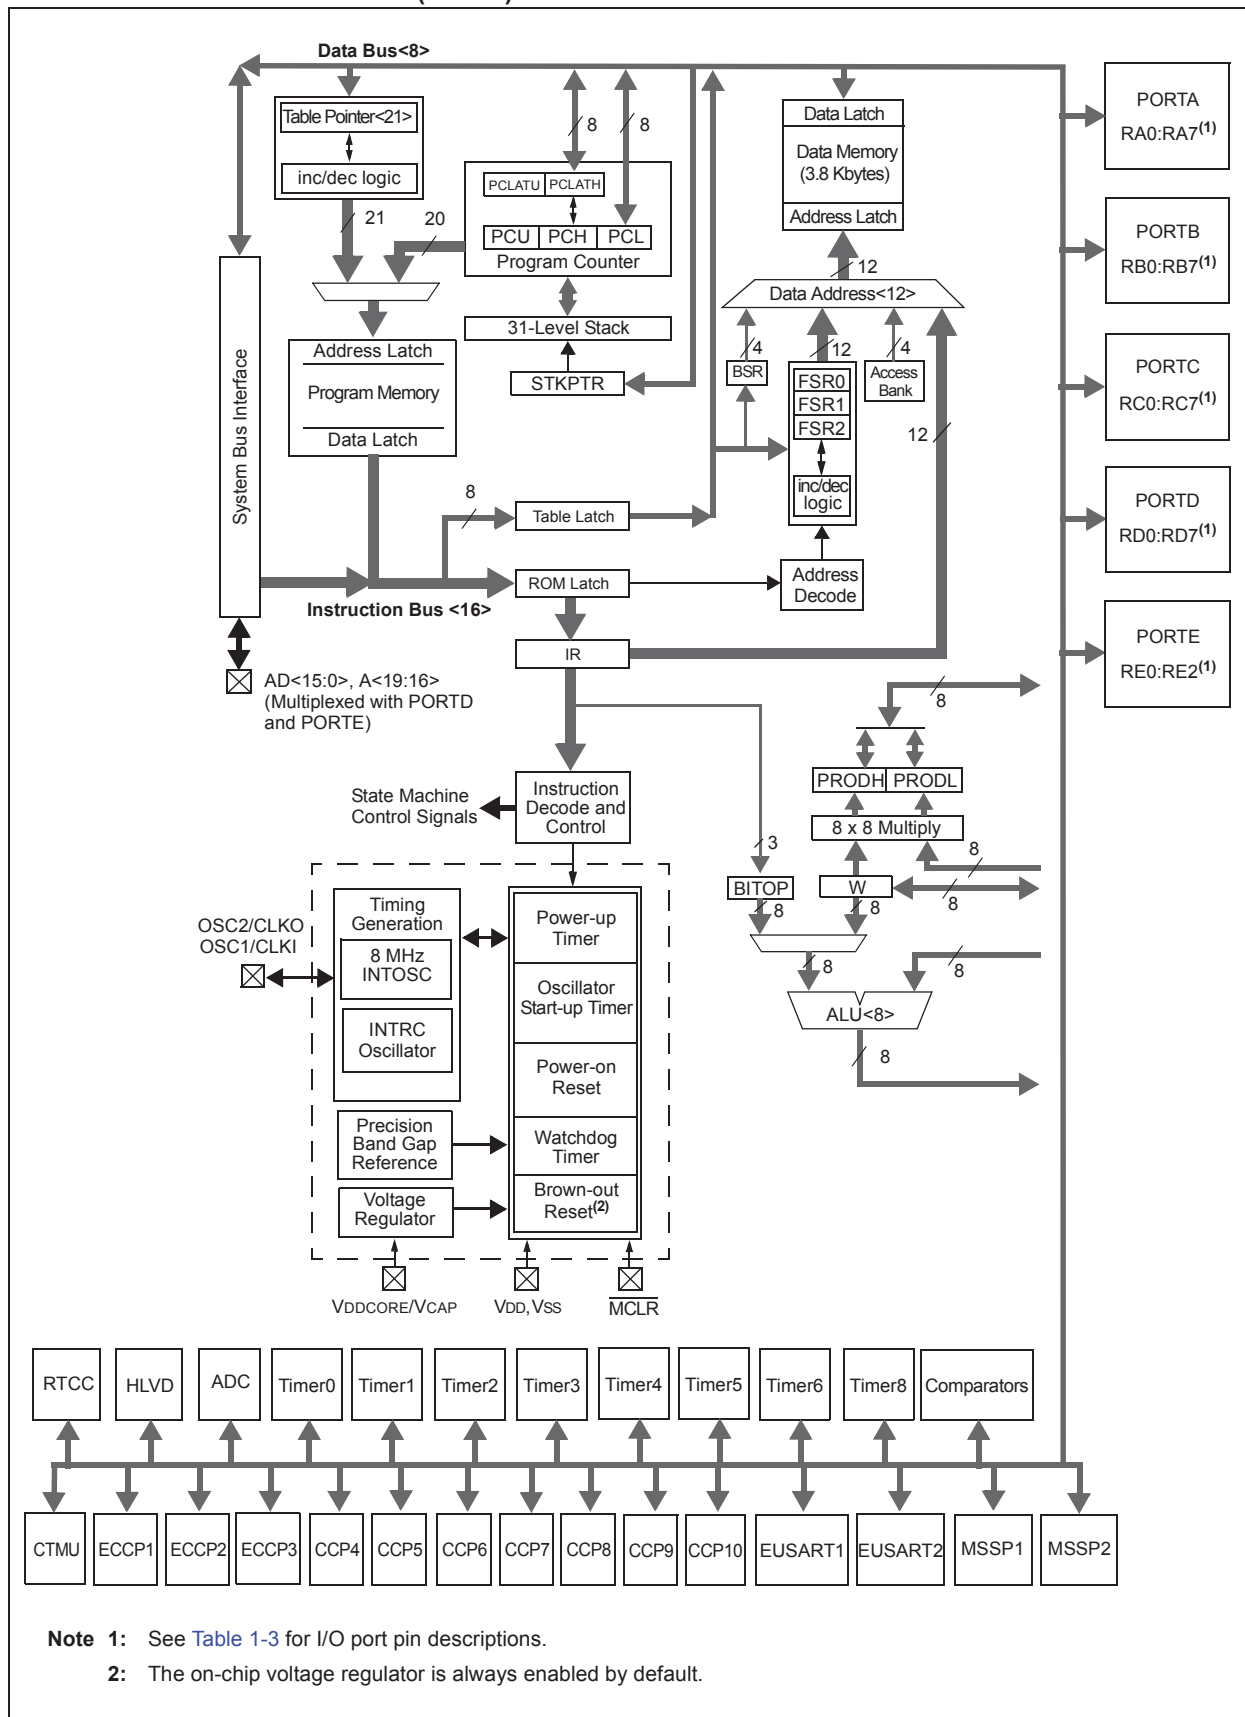 Data Bus<8>
Table Pointer<21>
inc/dec logic
21
20
8
8
PCLATU PCLATH
PCU PCH PCL
Program Counter
31-Level Stack
STKPTR
Data Latch
Data Memory
(3.8 Kbytes)
Address Latch
12
Data Address<12>
4
12
4
BSR
FSR0
FSR1
FSR2
inc/dec
logic
Access
Bank
12
Address
Decode
PORTA
RA0:RA7(1)
PORTB
RB0:RB7(1)
PORTC
RC0:RC7(1)
PORTD
RD0:RD7(1)
PORTE
RE0:RE2(1)
System Bus Interface
Address Latch
Program Memory
Data Latch
8
Table Latch
ROM Latch
Instruction Bus <16>
IR
AD<15:0>, A<19:16>
(Multiplexed with PORTD
and PORTE)
State Machine
Control Signals
Instruction
Decode and
Control
8
PRODH PRODL
8 x 8 Multiply
3
8
BITOP
W
8
8
8
8
8
ALU<8>
8
OSC2/CLKO
OSC1/CLKI
Timing
Generation
8 MHz
INTOSC
INTRC
Oscillator
Precision
Band Gap
Reference
Voltage
Regulator
Power-up
Timer
Oscillator
Start-up Timer
Power-on
Reset
Watchdog
Timer
Brown-out
Reset(2)
VDDCORE/VCAP
VDD, VSS
MCLR
RTCC HLVD ADC Timer0 Timer1 Timer2 Timer3 Timer4 Timer5 Timer6 Timer8 Comparators
CTMU ECCP1 ECCP2 ECCP3 CCP4 CCP5 CCP6 CCP7 CCP8 CCP9 CCP10 EUSART1 EUSART2 MSSP1 MSSP2
Note 1: See Table 1-3 for I/O port pin descriptions.
2: The on-chip voltage regulator is always enabled by default.